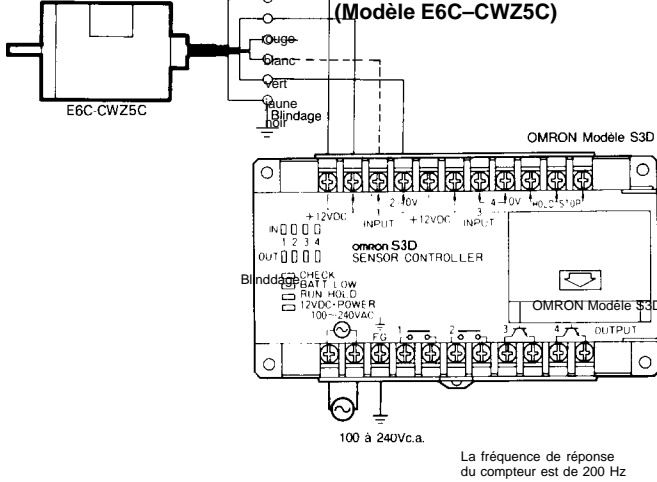 (Modèle E6C–CWZ5C)
rouge
blanc
vert
jaune
noir
Blindage
E6C-CWZ5C
OMRON Modèle S3D
+12VDC 1 INPUT 2 0V +12VDC 3 INPUT 4 0V HOLD STOP
IN
1 2 3 4
OUT
omron S3D
SENSOR CONTROLLER
Blinddage
CHECK
BATT LOW
RUN HOLD
12VDC·POWER
100~240VAC
OMRON Modèle S3D
FG 1 2 3 4 OUTPUT
100 à 240Vc.a.
La fréquence de réponse
du compteur est de 200 Hz